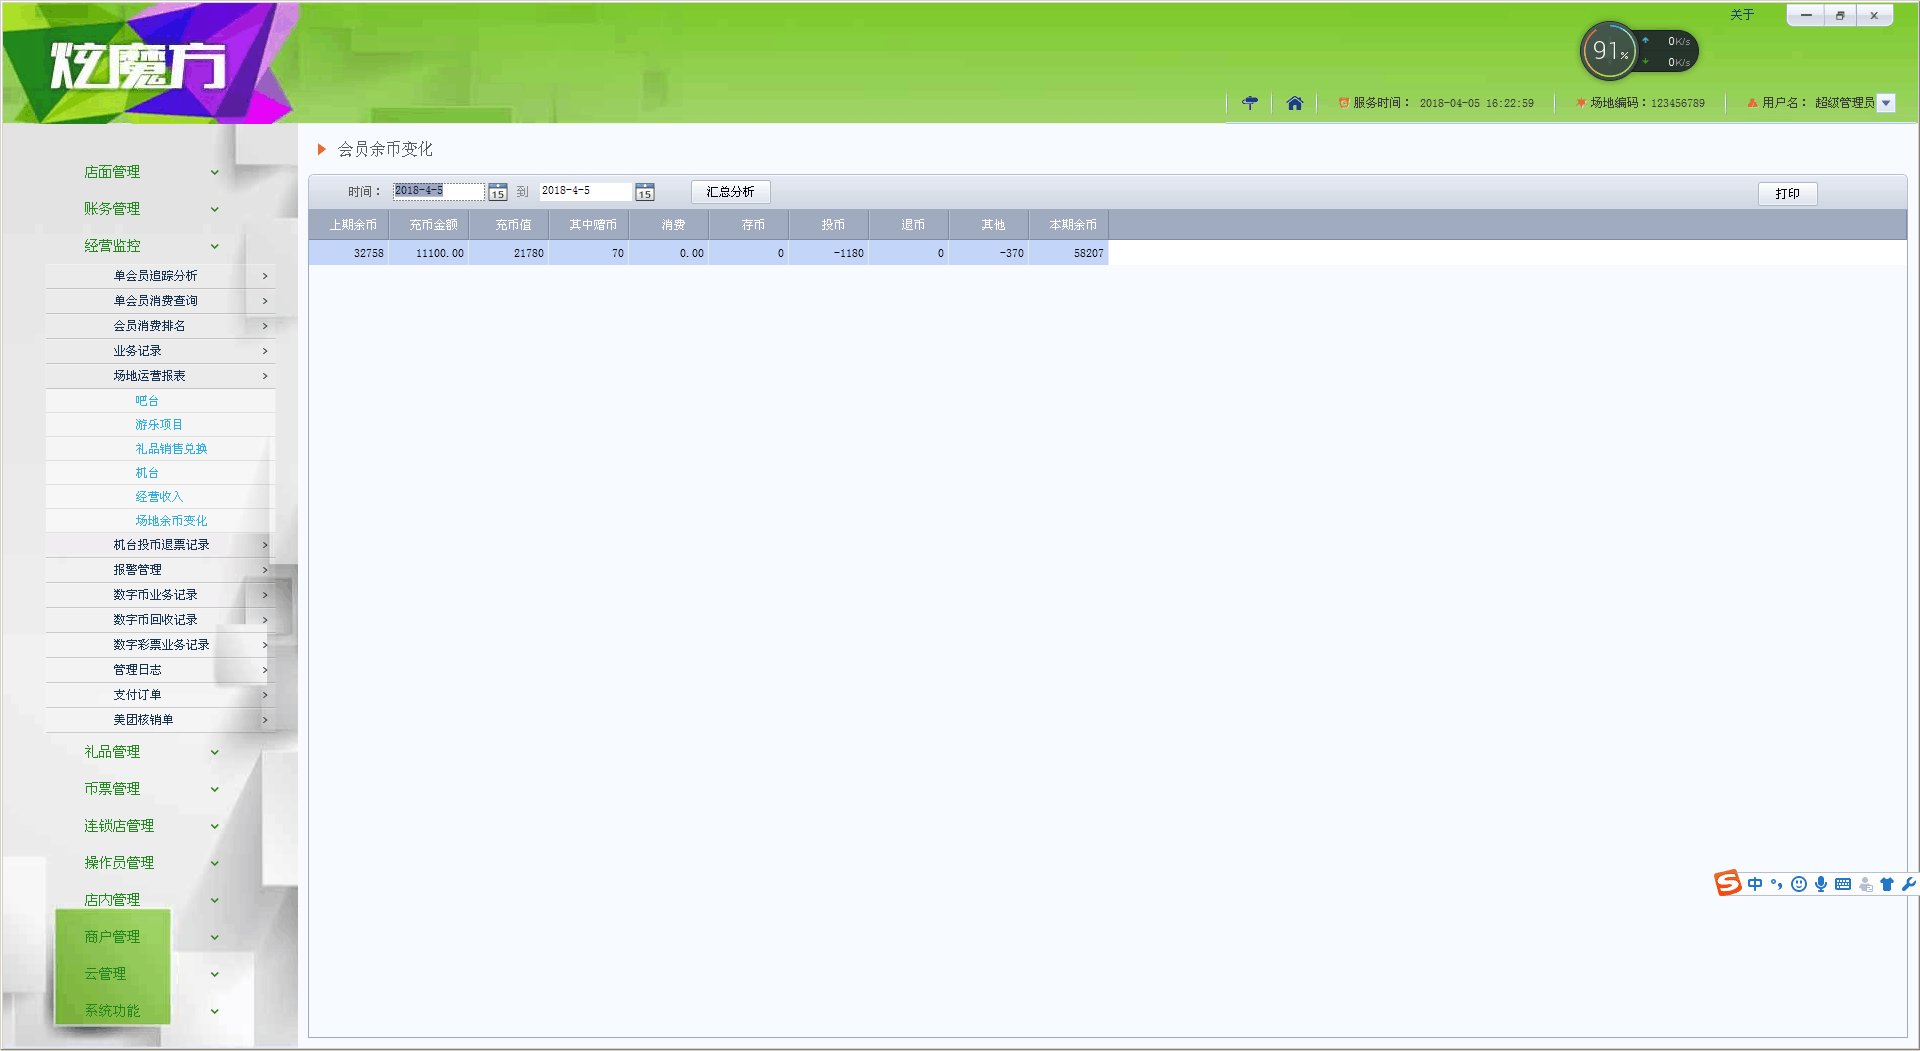 关于
炫魔方
91%
0K/s
0K/s
服务时间： 2018-04-05 16:22:59
场地编码：123456789
用户名： 超级管理员
会员余币变化
时间： 2018-4-5 15 到 2018-4-5 15 汇总分析 打印
上期余币 充币金额 充币值 其中赠币 消费 存币 投币 退币 其他 本期余币
32758 11100.00 21780 70 0.00 0 -1180 0 -370 58207
店面管理
账务管理
经营监控
单会员追踪分析
单会员消费查询
会员消费排名
业务记录
场地运营报表
吧台
游乐项目
礼品销售兑换
机台
经营收入
场地余币变化
机台投币退票记录
报警管理
数字币业务记录
数字币回收记录
数字彩票业务记录
管理日志
支付订单
美团核销单
礼品管理
币票管理
连锁店管理
操作员管理
店内管理
商户管理
云管理
系统功能
S 中